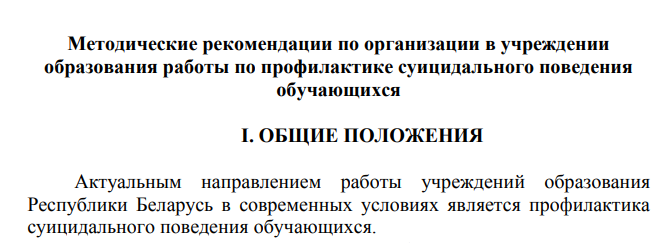 Методические рекомендации по организации в учреждении
образования работы по профилактике суицидального поведения
обучающихся
I. ОБЩИЕ ПОЛОЖЕНИЯ
Актуальным направлением работы учреждений образования
Республики Беларусь в современных условиях является профилактика
суицидального поведения обучающихся.